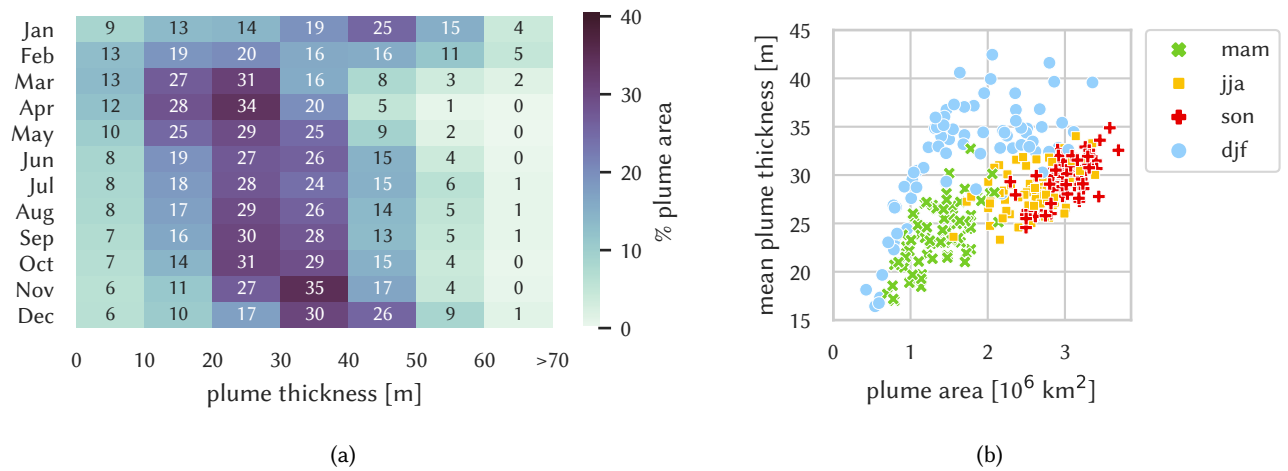 Jan 9 13 14 19 25 15 4
Feb 13 19 20 16 16 11 5
Mar 13 27 31 16 8 3 2
Apr 12 28 34 20 5 1 0
May 10 25 29 25 9 2 0
Jun 8 19 27 26 15 4 0
Jul 8 18 28 24 15 6 1
Aug 8 17 29 26 14 5 1
Sep 7 16 30 28 13 5 1
Oct 7 14 31 29 15 4 0
Nov 6 11 27 35 17 4 0
Dec 6 10 17 30 26 9 1
0 10 20 30 40 50 60 >70
plume thickness [m]
40
30
20
10
0
% plume area
(a)
45
40
35
30
25
20
15
mean plume thickness [m]
0 1 2 3
plume area [10⁶ km²]
mam
jja
son
djf
(b)